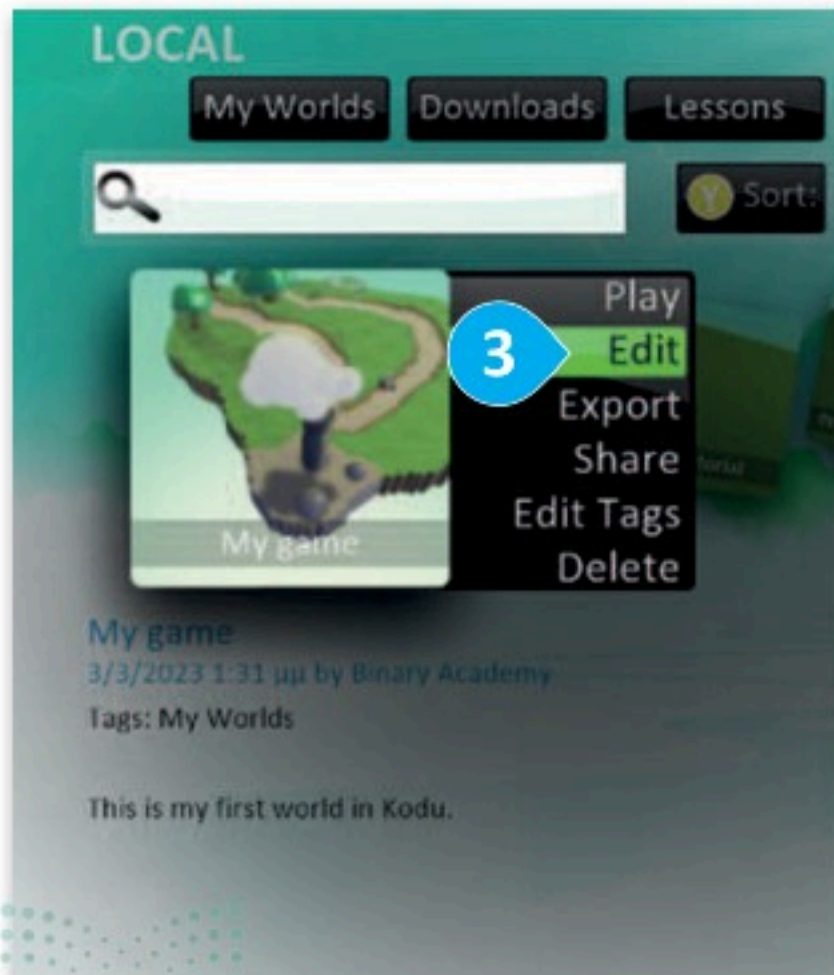 LOCAL
My Worlds Downloads Lessons
Y Sort:
Play
3 Edit
Export
Share
Edit Tags
Delete
My game
My game
3/3/2023 1:31 μμ by Binary Academy
Tags: My Worlds
This is my first world in Kodu.